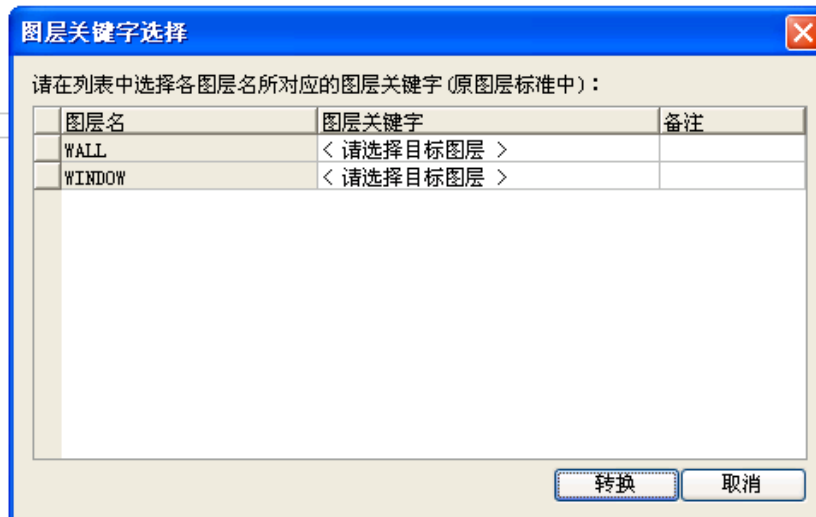 图层关键字选择
请在列表中选择各图层名所对应的图层关键字(原图层标准中):
图层名 图层关键字 备注
WALL < 请选择目标图层 >
WINDOW < 请选择目标图层 >
转换 取消